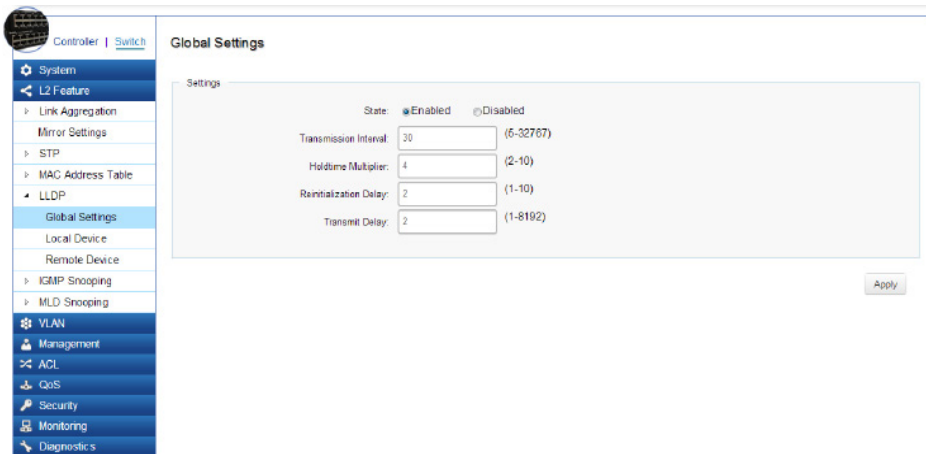 Controller | Switch
System
L2 Feature
Link Aggregation
Mirror Settings
STP
MAC Address Table
LLDP
Global Settings
Local Device
Remote Device
IGMP Snooping
MLD Snooping
VLAN
Management
ACL
QoS
Security
Monitoring
Diagnostics
Global Settings
Settings
State: Enabled Disabled
Transmission Interval: 30 (5-32767)
Holdtime Multiplier: 4 (2-10)
Reinitialization Delay: 2 (1-10)
Transmit Delay: 2 (1-8192)
Apply